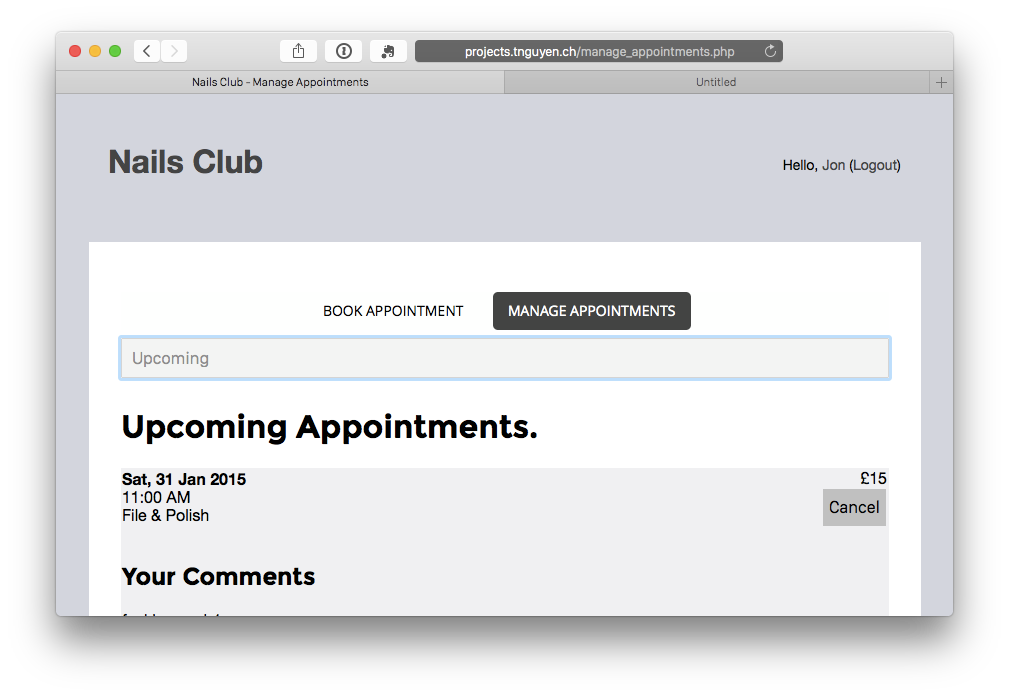 projects.tnguyen.ch/manage_appointments.php
Nails Club - Manage Appointments
Untitled
Nails Club
Hello, Jon (Logout)
BOOK APPOINTMENT
MANAGE APPOINTMENTS
Upcoming
Upcoming Appointments.
Sat, 31 Jan 2015
£15
11:00 AM
Cancel
File & Polish
Your Comments